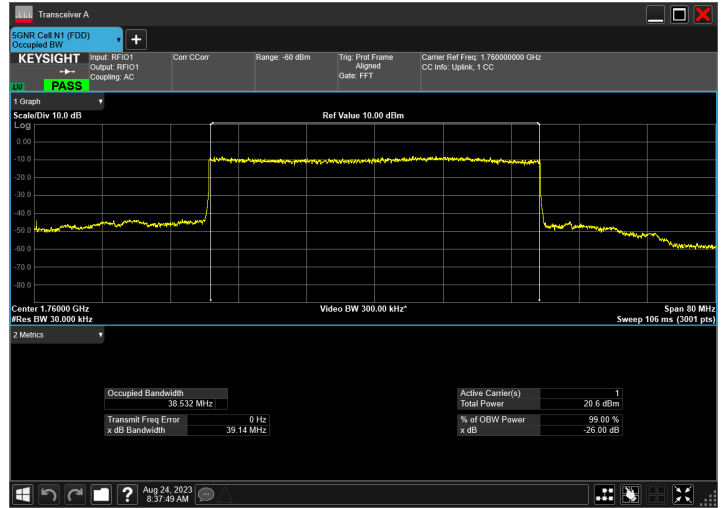 Transceiver A
5GNR Cell N1 (FDD)
Occupied BW
KEYSIGHT
Input: RFIO1
Output: RFIO1
Coupling: AC
Corr CCorr
Range: -60 dBm
Trig: Prot Frame
Aligned
Gate: FFT
Carrier Ref Freq: 1.760000000 GHz
CC Info: Uplink, 1 CC
LXI
PASS
1 Graph
Scale/Div 10.0 dB
Ref Value 10.00 dBm
Log
0.00
-10.0
-20.0
-30.0
-40.0
-50.0
-60.0
-70.0
-80.0
Center 1.76000 GHz
Video BW 300.00 kHz*
Span 80 MHz
#Res BW 30.000 kHz
Sweep 106 ms (3001 pts)
2 Metrics
Occupied Bandwidth
38.532 MHz
Transmit Freq Error 0 Hz
x dB Bandwidth 39.14 MHz
Active Carrier(s) 1
Total Power 20.6 dBm
% of OBW Power 99.00 %
x dB -26.00 dB
Aug 24, 2023
8:37:49 AM